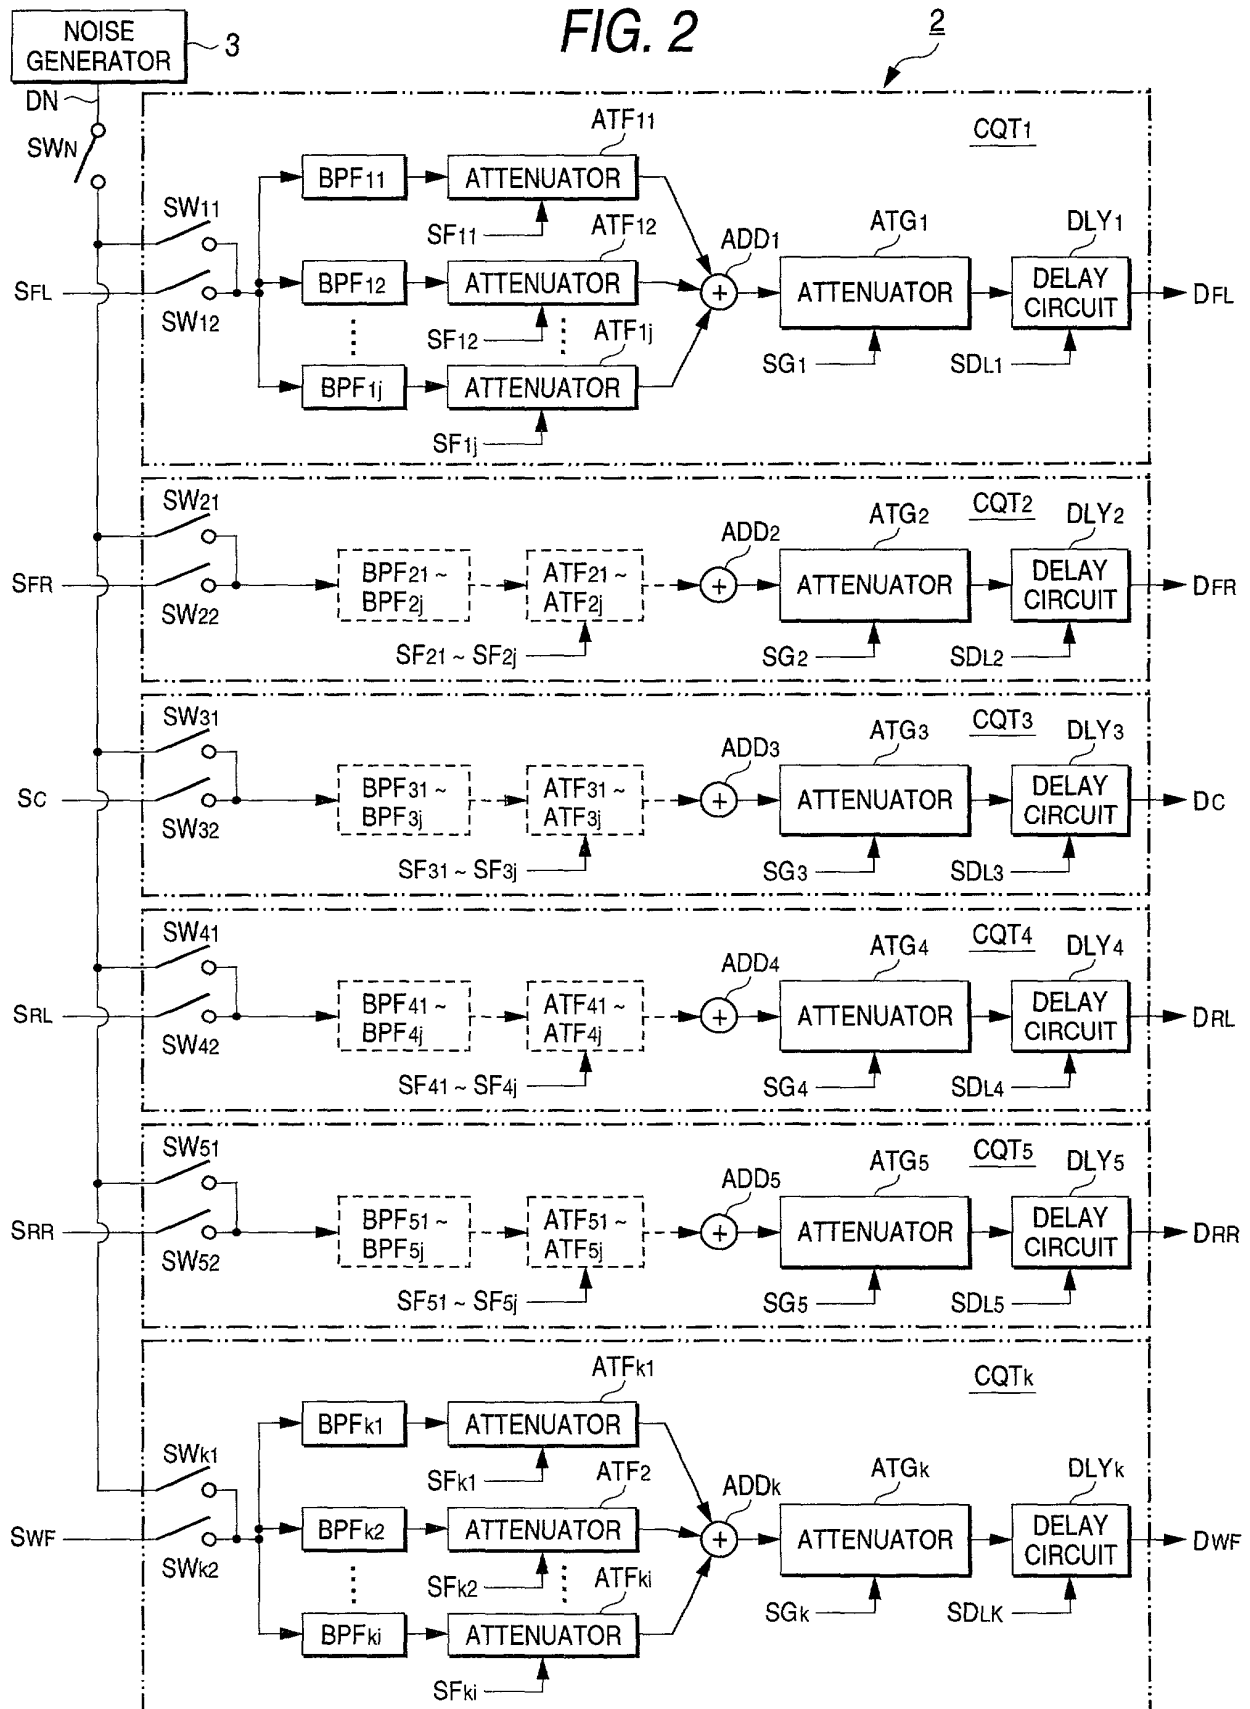 FIG. 2
NOISE
GENERATOR
3
2
DN
SWN
CQT1
ATF11
BPF11
ATTENUATOR
SW11
SF11
ATF12
ADD1
ATG1
DLY1
SFL
BPF12
ATTENUATOR
ATTENUATOR
DELAY
CIRCUIT
DFL
SW12
SF12
ATF1j
SG1
SDL1
BPF1j
ATTENUATOR
SF1j
SW21
CQT2
ATG2
DLY2
ADD2
SFR
BPF21 ~
BPF2j
ATF21 ~
ATF2j
ATTENUATOR
DELAY
CIRCUIT
DFR
SW22
SF21 ~ SF2j
SG2
SDL2
SW31
CQT3
ATG3
DLY3
ADD3
SC
BPF31 ~
BPF3j
ATF31 ~
ATF3j
ATTENUATOR
DELAY
CIRCUIT
DC
SW32
SF31 ~ SF3j
SG3
SDL3
SW41
CQT4
ATG4
DLY4
ADD4
SRL
BPF41 ~
BPF4j
ATF41 ~
ATF4j
ATTENUATOR
DELAY
CIRCUIT
DRL
SW42
SF41 ~ SF4j
SG4
SDL4
SW51
CQT5
ATG5
DLY5
ADD5
SRR
BPF51 ~
BPF5j
ATF51 ~
ATF5j
ATTENUATOR
DELAY
CIRCUIT
DRR
SW52
SF51 ~ SF5j
SG5
SDL5
CQTk
ATFk1
BPFk1
ATTENUATOR
SWk1
SFk1
ATF2
ADDk
ATGk
DLYk
SWF
BPFk2
ATTENUATOR
ATTENUATOR
DELAY
CIRCUIT
DWF
SWk2
SFk2
ATFki
SGk
SDLK
BPFki
ATTENUATOR
SFki